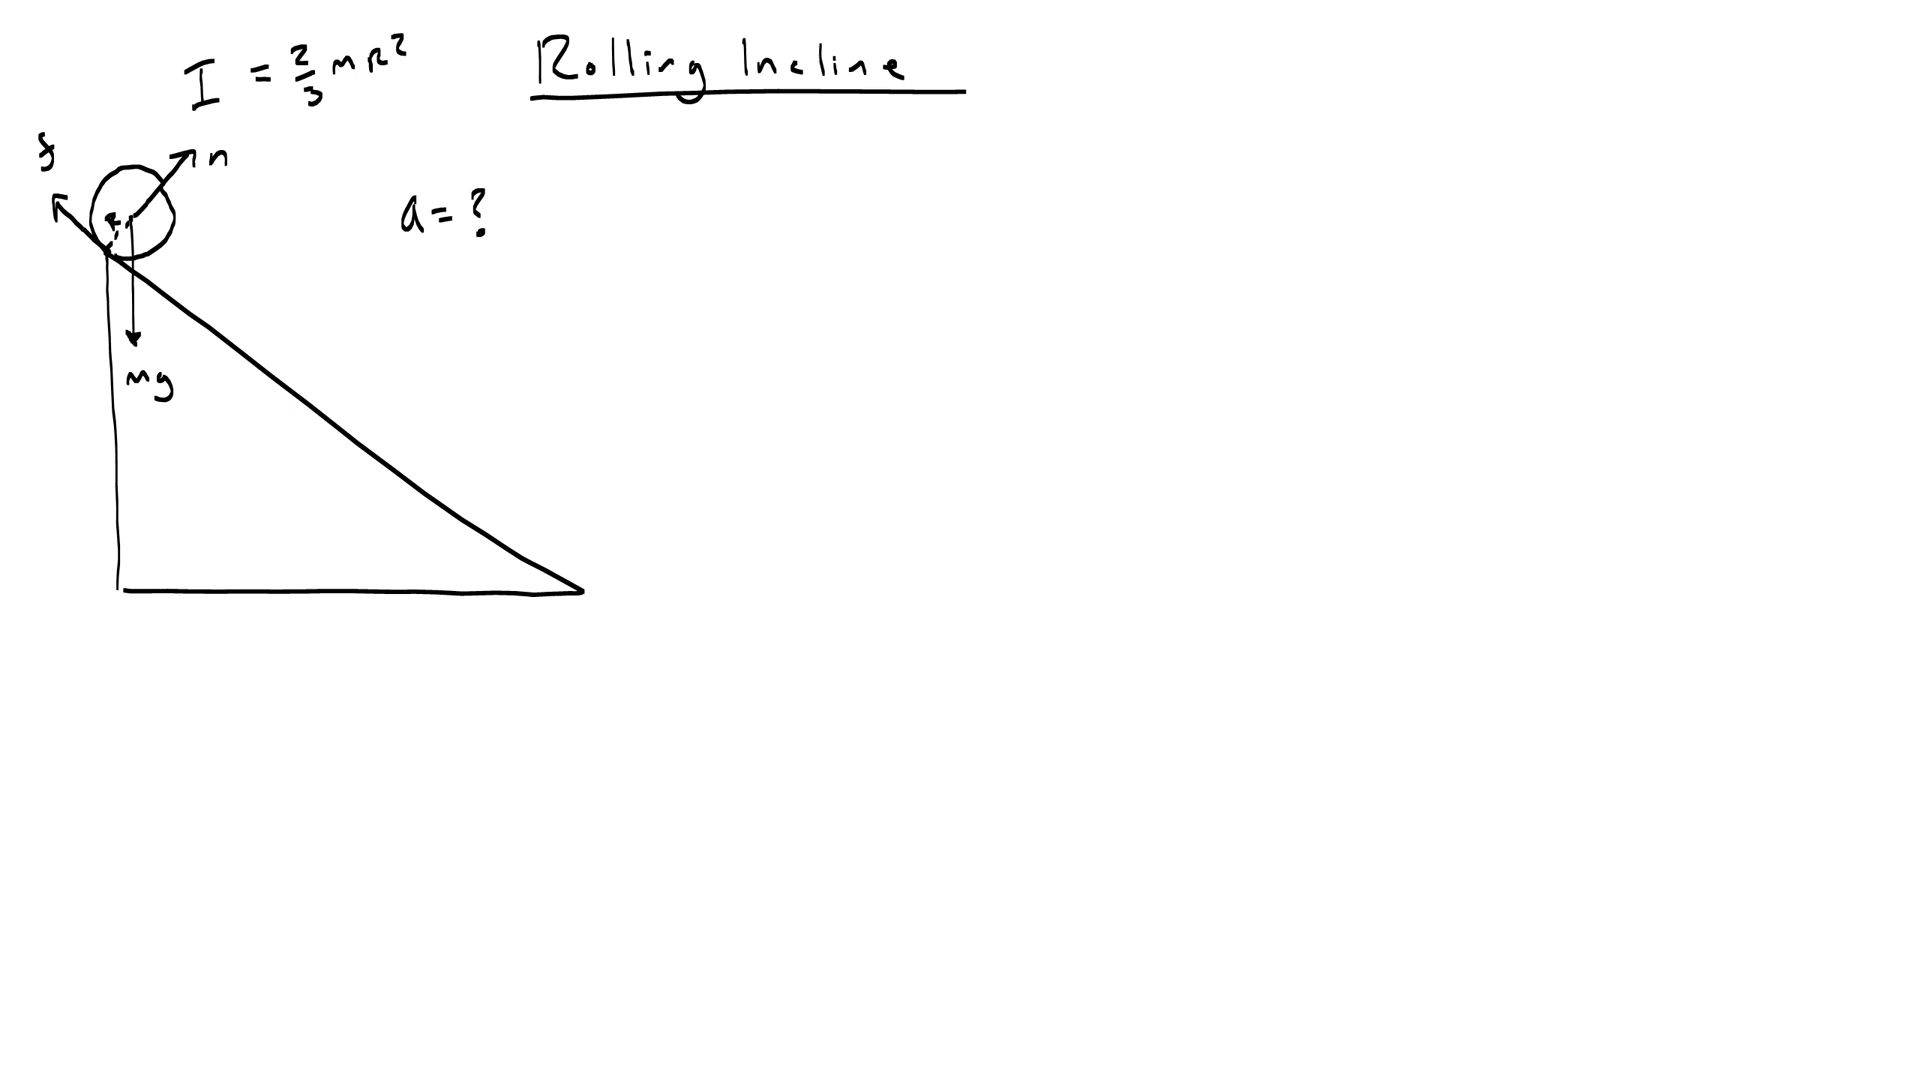 I = 2/3 mR²
Rolling Incline
f
n
R
a = ?
mg